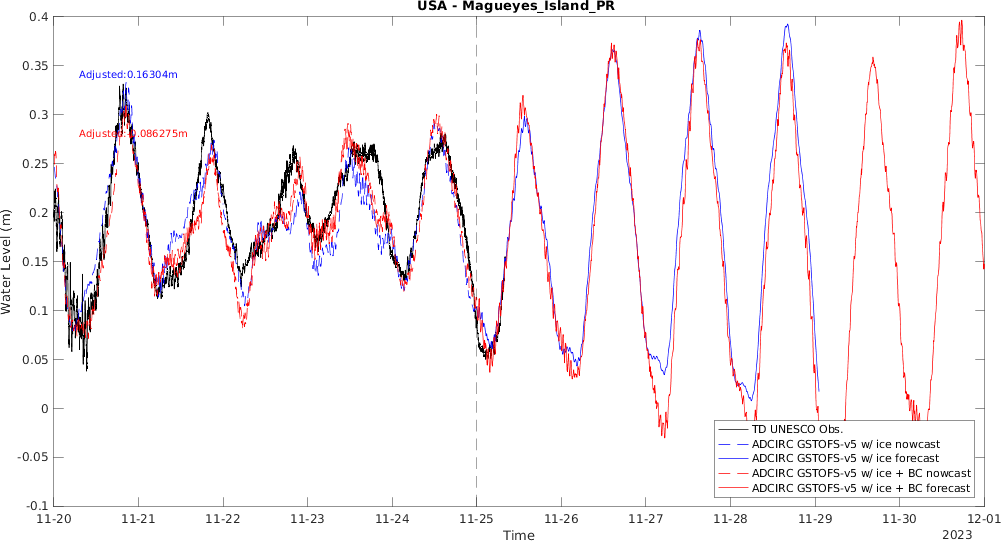 USA - Magueyes_Island_PR
0.4
0.35
0.3
0.25
0.2
0.15
0.1
0.05
0
-0.05
-0.1
Water Level (m)
Adjusted:0.16304m
Adjusted:-0.086275m
TD UNESCO Obs.
ADCIRC GSTOFS-v5 w/ ice nowcast
ADCIRC GSTOFS-v5 w/ ice forecast
ADCIRC GSTOFS-v5 w/ ice + BC nowcast
ADCIRC GSTOFS-v5 w/ ice + BC forecast
11-20 11-21 11-22 11-23 11-24 11-25 11-26 11-27 11-28 11-29 11-30 12-01
Time
2023